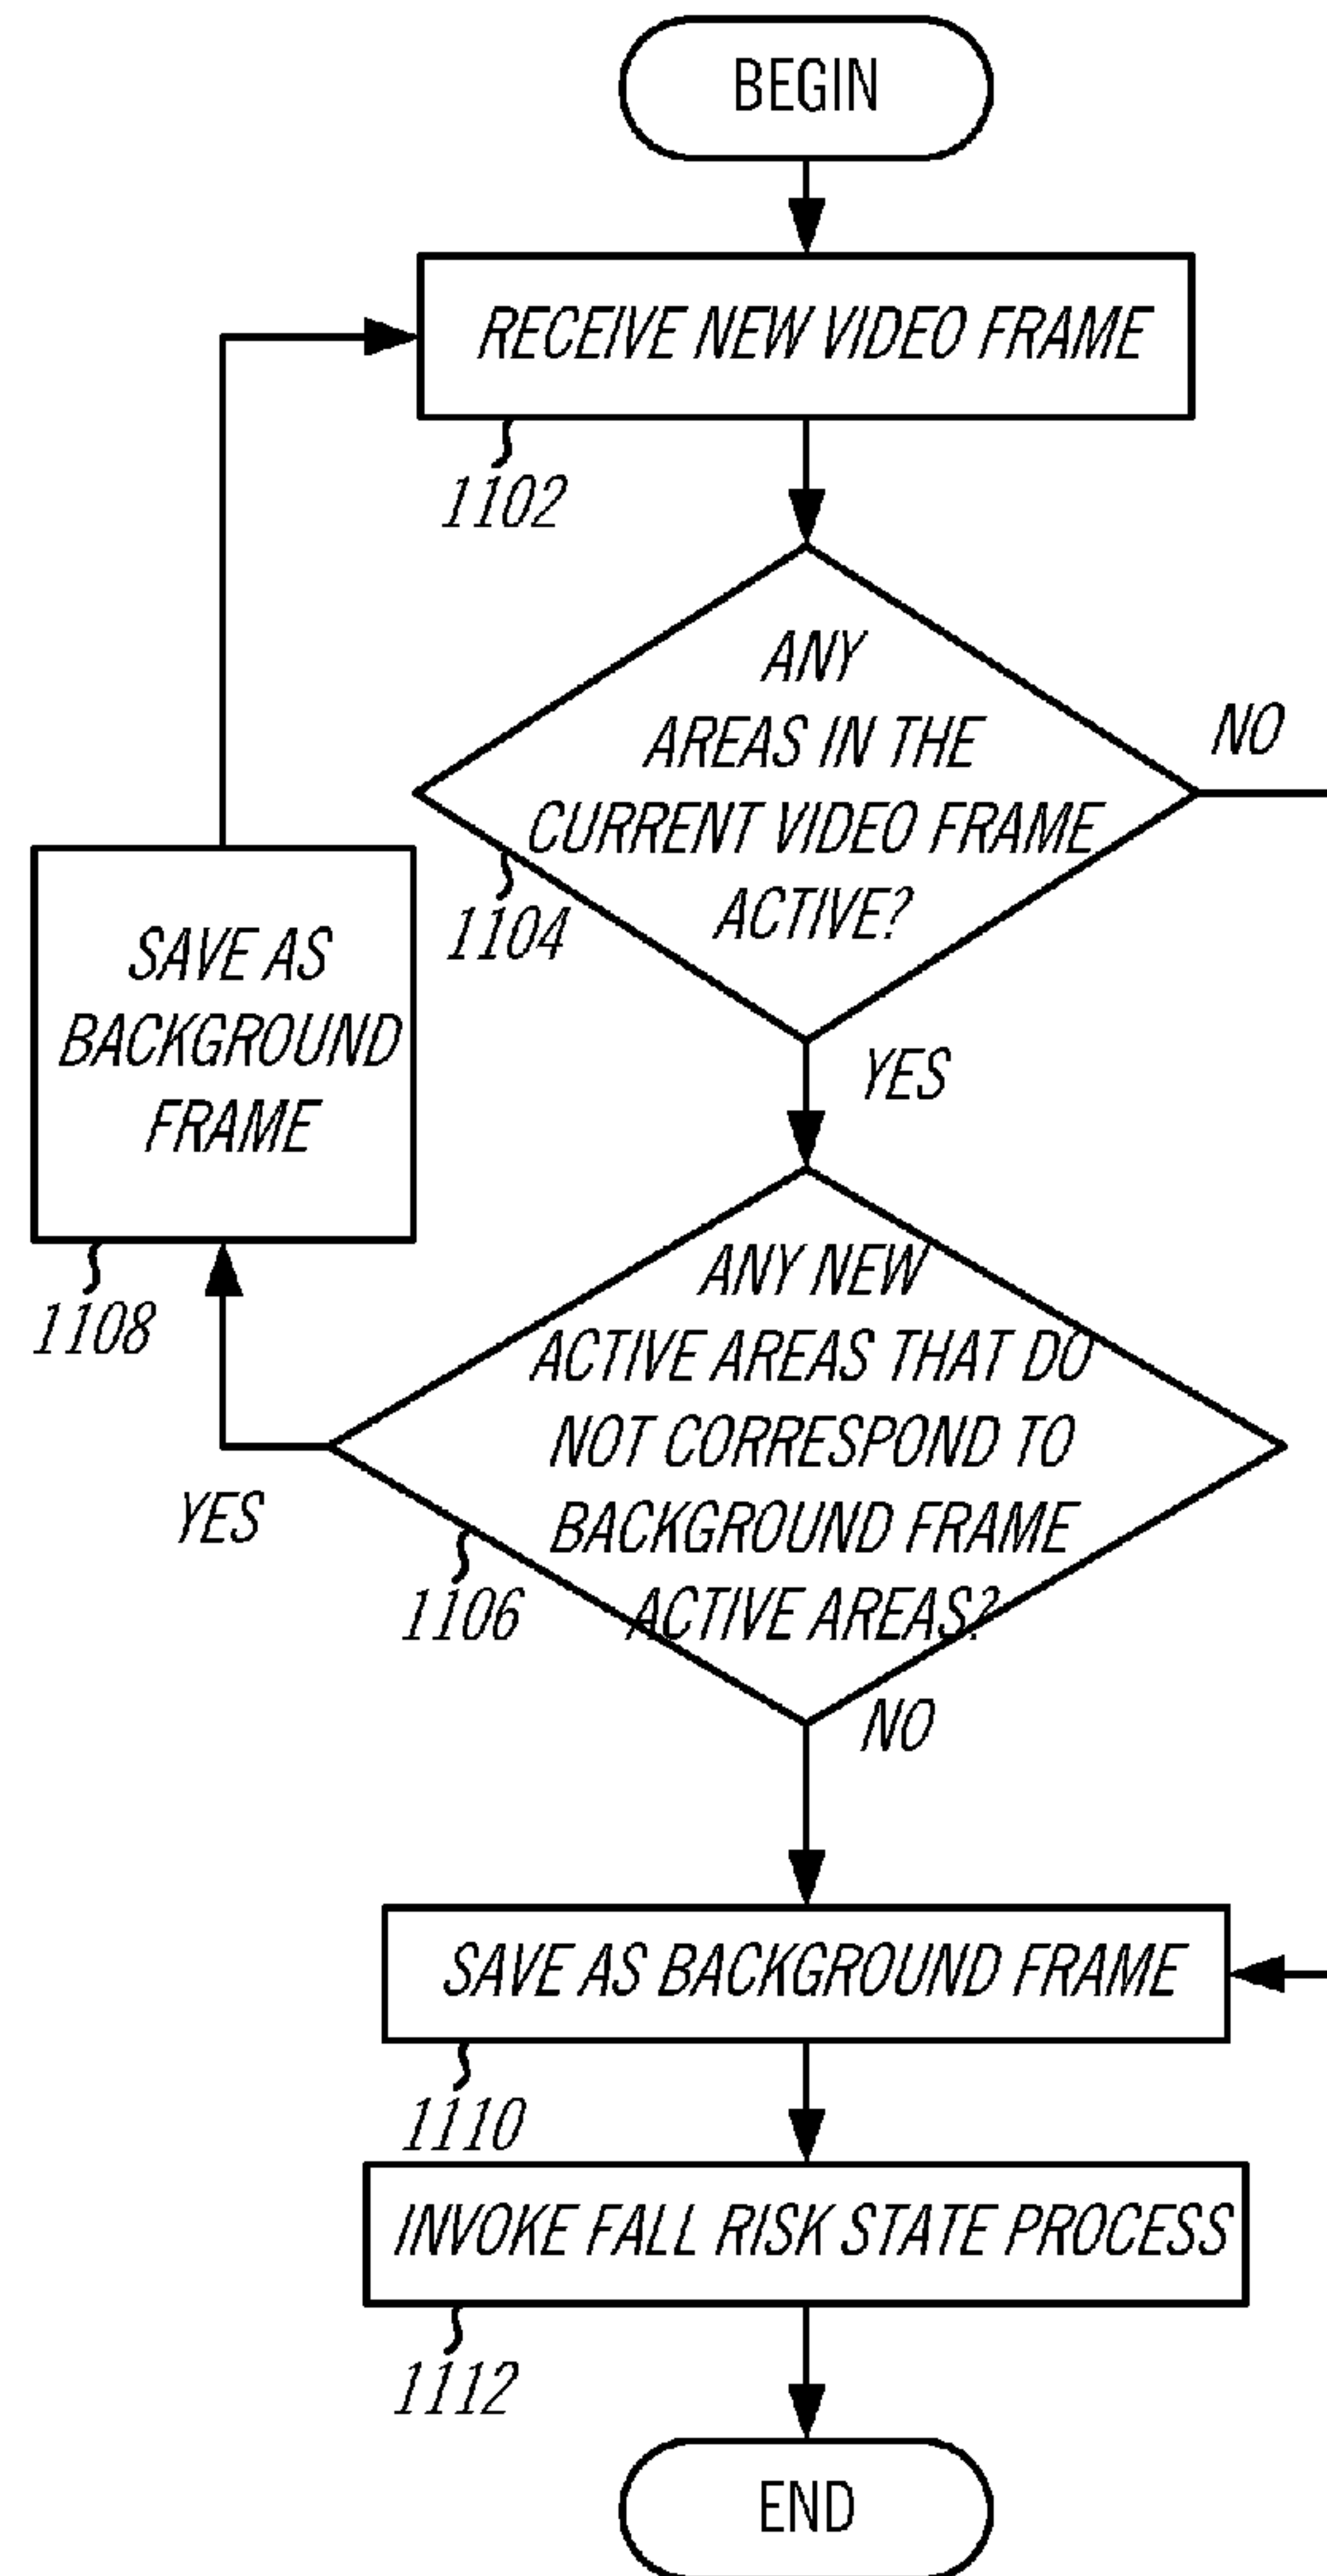 BEGIN
RECEIVE NEW VIDEO FRAME
1102
ANY
AREAS IN THE
CURRENT VIDEO FRAME
ACTIVE?
NO
1104
YES
SAVE AS
BACKGROUND
FRAME
1108
ANY NEW
ACTIVE AREAS THAT DO
NOT CORRESPOND TO
BACKGROUND FRAME
ACTIVE AREAS?
YES
1106
NO
SAVE AS BACKGROUND FRAME
1110
INVOKE FALL RISK STATE PROCESS
1112
END